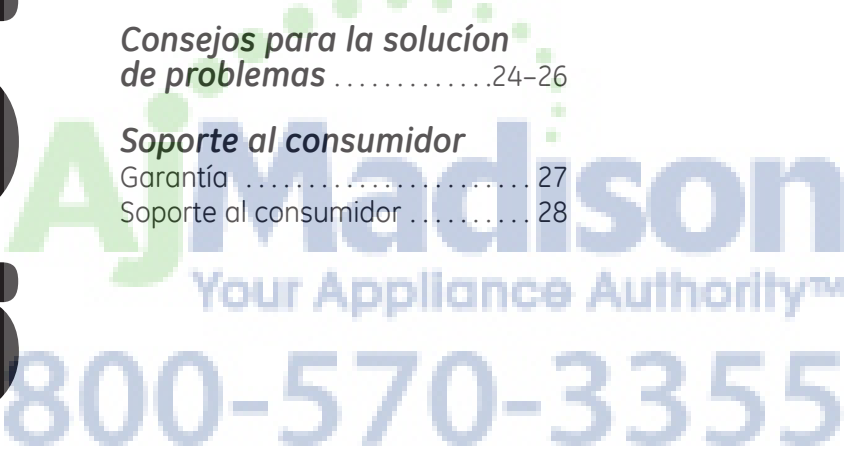 Consejos para la solucíon
de problemas . . . . . . . . . . . . .24–26
Soporte al consumidor
Garantía . . . . . . . . . . . . . . . . . . . . . . . 27
Soporte al consumidor . . . . . . . . . . 28
AjMadison
Your Appliance Authority™
800-570-3355